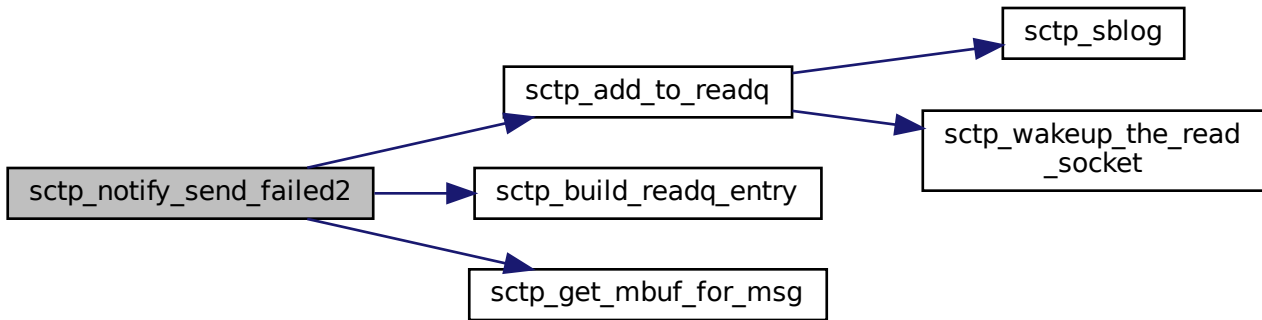 sctp_sblog
sctp_add_to_readq
sctp_wakeup_the_read
_socket
sctp_notify_send_failed2
sctp_build_readq_entry
sctp_get_mbuf_for_msg